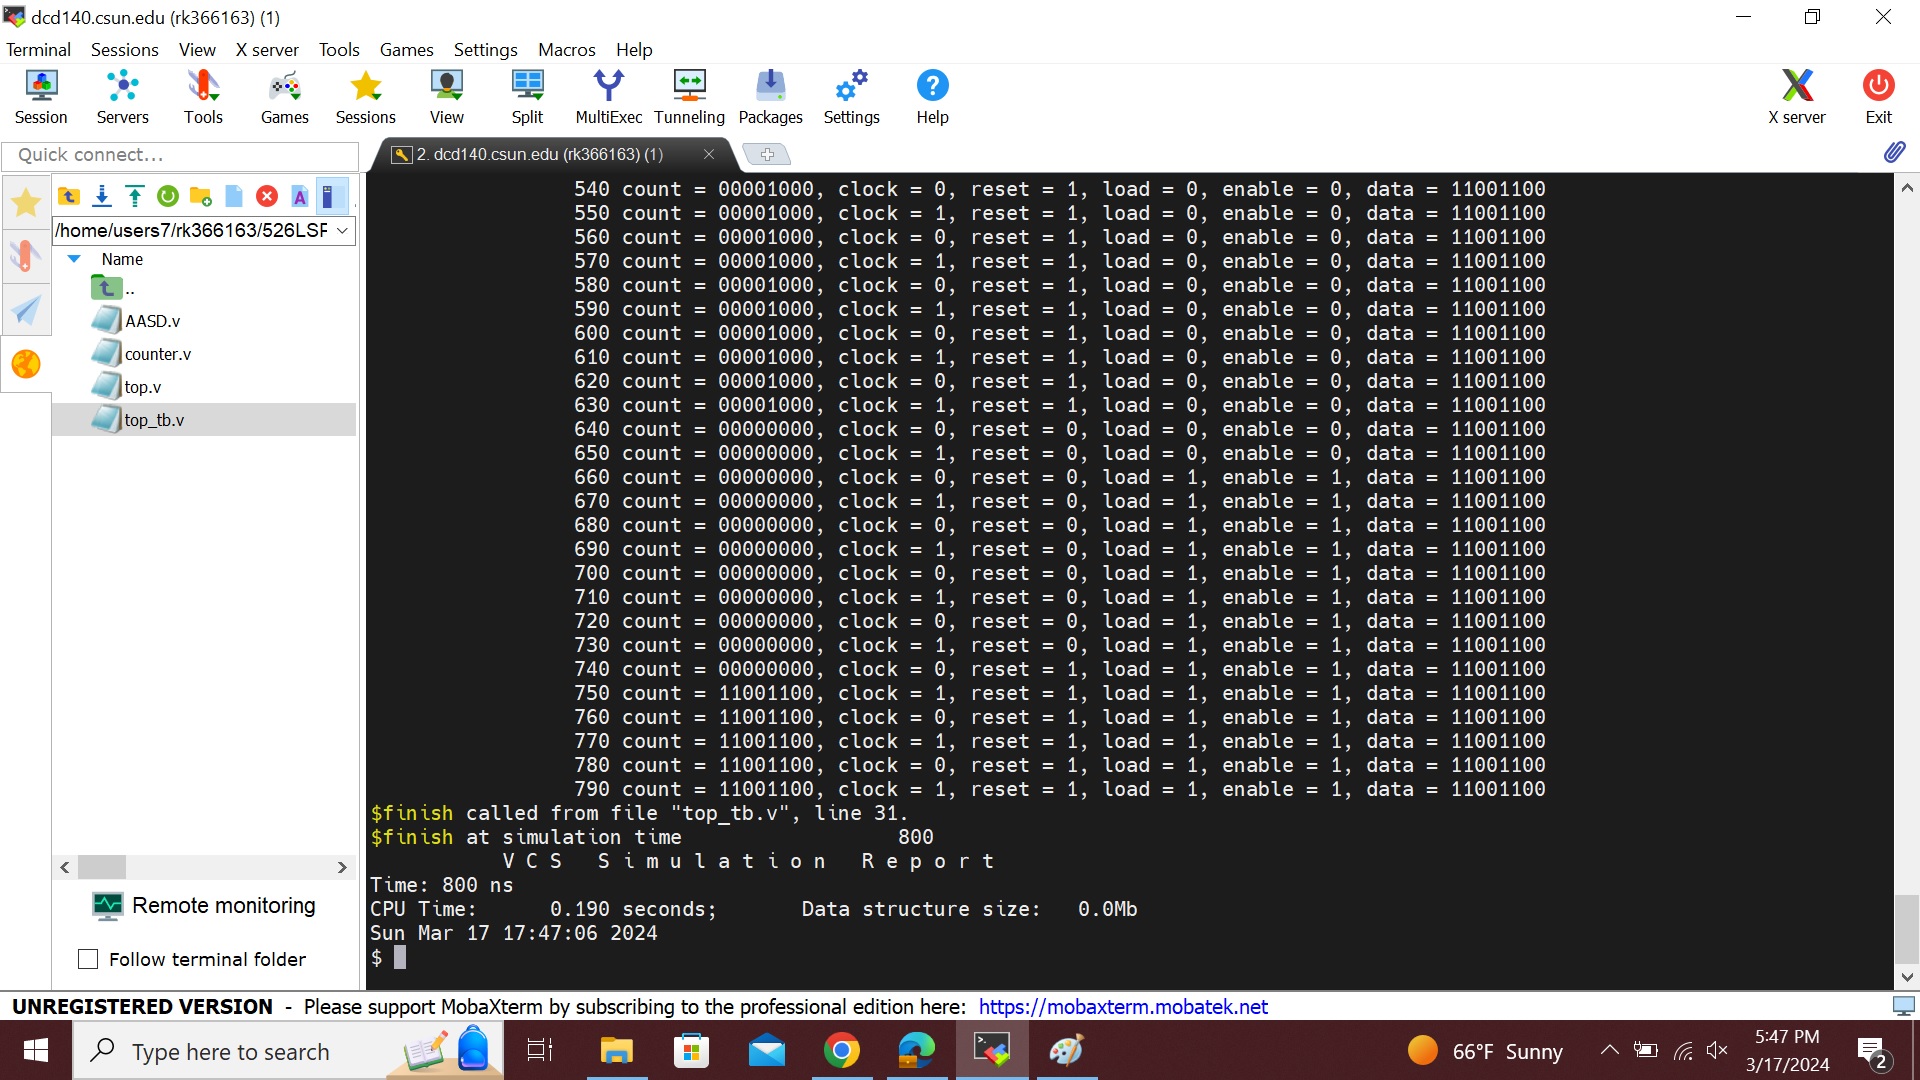 dcd140.csun.edu (rk366163) (1)
Terminal Sessions View X server Tools Games Settings Macros Help
Session Servers Tools Games Sessions View Split MultiExec Tunneling Packages Settings Help X server Exit
Quick connect...
2. dcd140.csun.edu (rk366163) (1)
/home/users7/rk366163/526LSF
Name
..
AASD.v
counter.v
top.v
top_tb.v
540 count = 00001000, clock = 0, reset = 1, load = 0, enable = 0, data = 11001100
550 count = 00001000, clock = 1, reset = 1, load = 0, enable = 0, data = 11001100
560 count = 00001000, clock = 0, reset = 1, load = 0, enable = 0, data = 11001100
570 count = 00001000, clock = 1, reset = 1, load = 0, enable = 0, data = 11001100
580 count = 00001000, clock = 0, reset = 1, load = 0, enable = 0, data = 11001100
590 count = 00001000, clock = 1, reset = 1, load = 0, enable = 0, data = 11001100
600 count = 00001000, clock = 0, reset = 1, load = 0, enable = 0, data = 11001100
610 count = 00001000, clock = 1, reset = 1, load = 0, enable = 0, data = 11001100
620 count = 00001000, clock = 0, reset = 1, load = 0, enable = 0, data = 11001100
630 count = 00001000, clock = 1, reset = 1, load = 0, enable = 0, data = 11001100
640 count = 00000000, clock = 0, reset = 0, load = 0, enable = 0, data = 11001100
650 count = 00000000, clock = 1, reset = 0, load = 0, enable = 0, data = 11001100
660 count = 00000000, clock = 0, reset = 0, load = 1, enable = 1, data = 11001100
670 count = 00000000, clock = 1, reset = 0, load = 1, enable = 1, data = 11001100
680 count = 00000000, clock = 0, reset = 0, load = 1, enable = 1, data = 11001100
690 count = 00000000, clock = 1, reset = 0, load = 1, enable = 1, data = 11001100
700 count = 00000000, clock = 0, reset = 0, load = 1, enable = 1, data = 11001100
710 count = 00000000, clock = 1, reset = 0, load = 1, enable = 1, data = 11001100
720 count = 00000000, clock = 0, reset = 0, load = 1, enable = 1, data = 11001100
730 count = 00000000, clock = 1, reset = 0, load = 1, enable = 1, data = 11001100
740 count = 00000000, clock = 0, reset = 1, load = 1, enable = 1, data = 11001100
750 count = 11001100, clock = 1, reset = 1, load = 1, enable = 1, data = 11001100
760 count = 11001100, clock = 0, reset = 1, load = 1, enable = 1, data = 11001100
770 count = 11001100, clock = 1, reset = 1, load = 1, enable = 1, data = 11001100
780 count = 11001100, clock = 0, reset = 1, load = 1, enable = 1, data = 11001100
790 count = 11001100, clock = 1, reset = 1, load = 1, enable = 1, data = 11001100
$finish called from file "top_tb.v", line 31.
$finish at simulation time 800
V C S S i m u l a t i o n R e p o r t
Time: 800 ns
CPU Time: 0.190 seconds; Data structure size: 0.0Mb
Sun Mar 17 17:47:06 2024
$
Remote monitoring
Follow terminal folder
UNREGISTERED VERSION - Please support MobaXterm by subscribing to the professional edition here: https://mobaxterm.mobatek.net
Type here to search
66°F Sunny
5:47 PM
3/17/2024
2